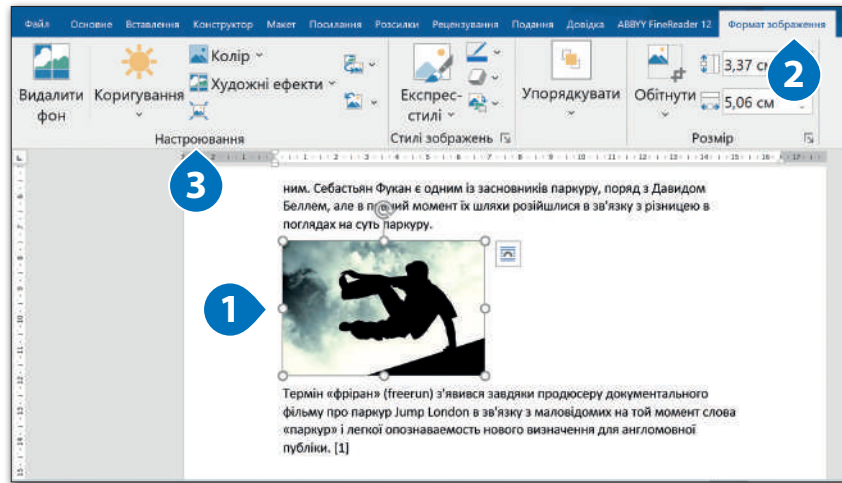 Файл Основне Вставлення Конструктор Макет Посилання Розсилки Рецензування Подання Довідка ABBYY FineReader 12 Формат зображення
Видалити фон
Коригування
Колір
Художні ефекти
Експрес-
стилі
Упорядкувати
Обітнути
3,37 см
5,06 см
Настроювання
Стилі зображень
Розмір
2
3
ним. Себастьян Фукан є одним із засновників паркуру, поряд з Давидом
Беллем, але в певний момент їх шляхи розійшлися в зв'язку з різницею в
поглядах на суть паркуру.
1
Термін «фріран» (freerun) з'явився завдяки продюсеру документального
фільму про паркур Jump London в зв'язку з маловідомих на той момент слова
«паркур» і легкої опознаваемость нового визначення для англомовної
публіки. [1]